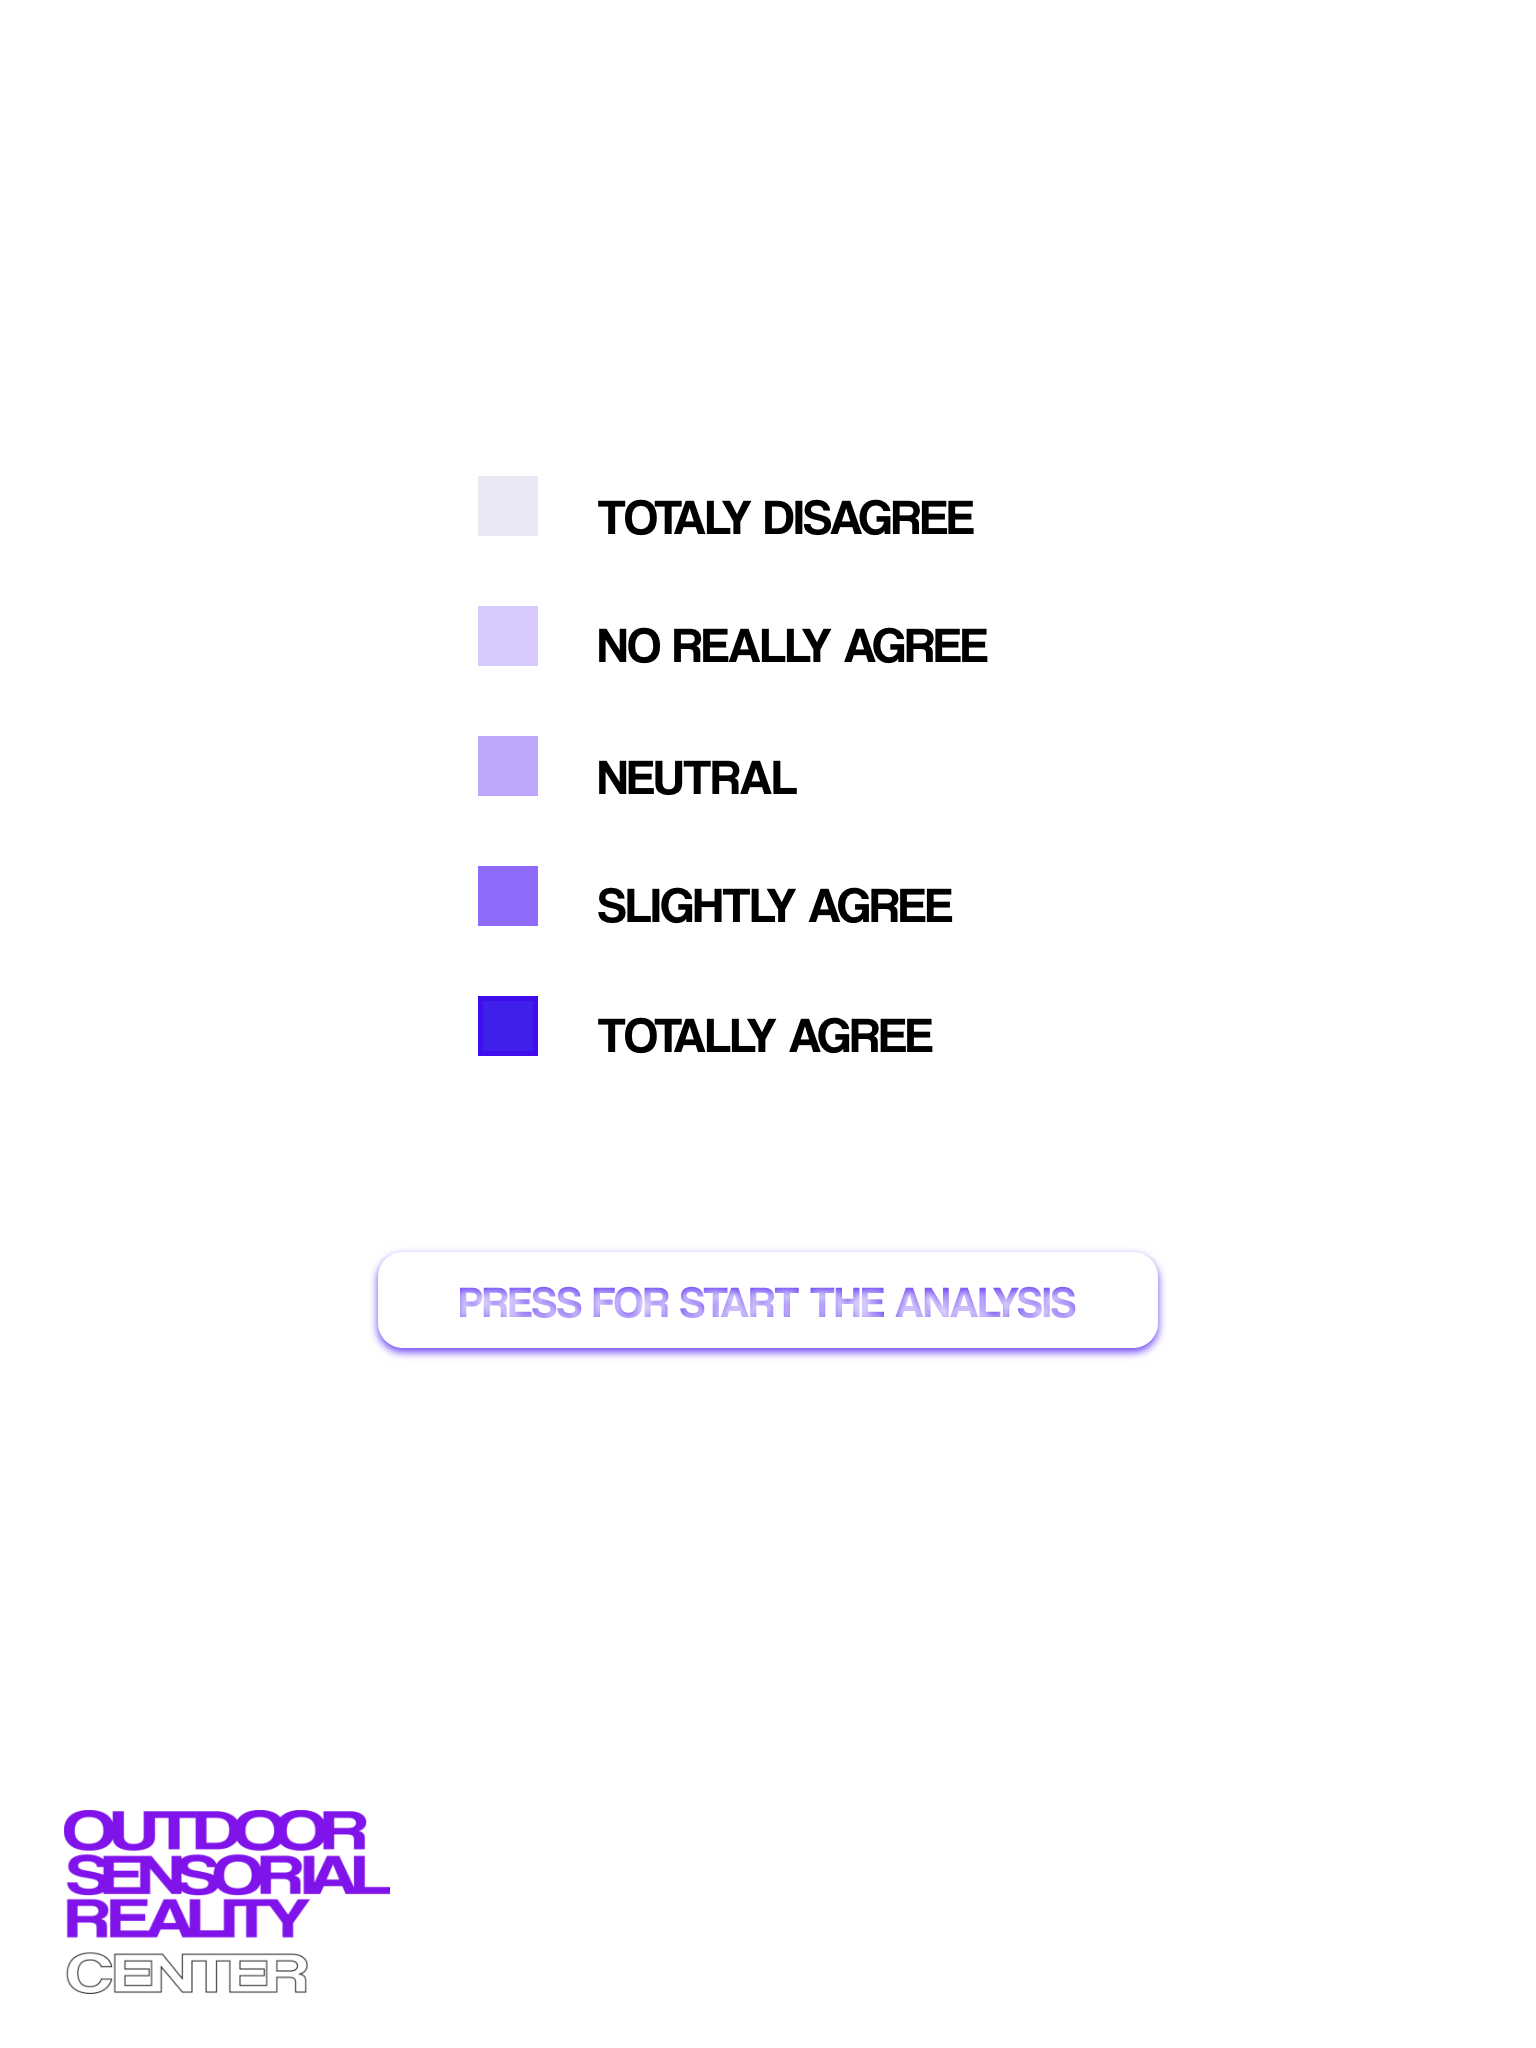 TOTALY DISAGREE
NO REALLY AGREE
NEUTRAL
SLIGHTLY AGREE
TOTALLY AGREE
PRESS FOR START THE ANALYSIS
OUTDOOR
SENSORIAL
REALITY
CENTER